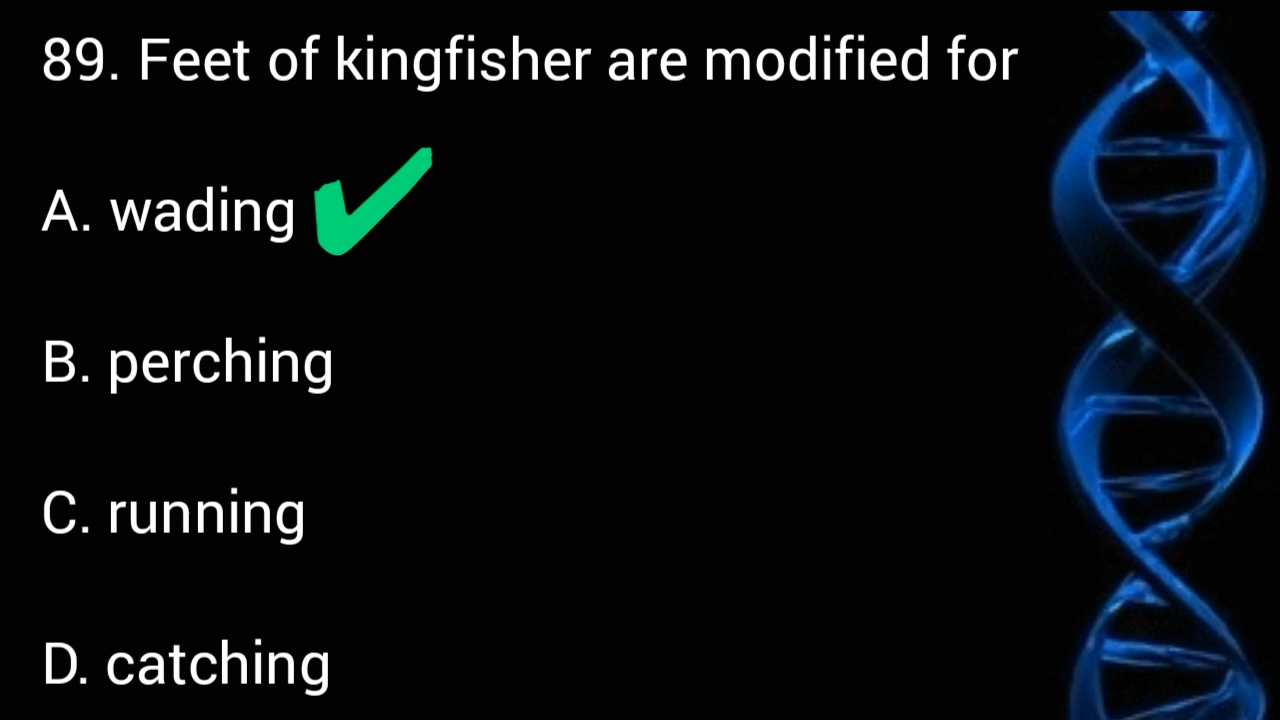 89. Feet of kingfisher are modified for
A. wading
B. perching
C. running
D. catching